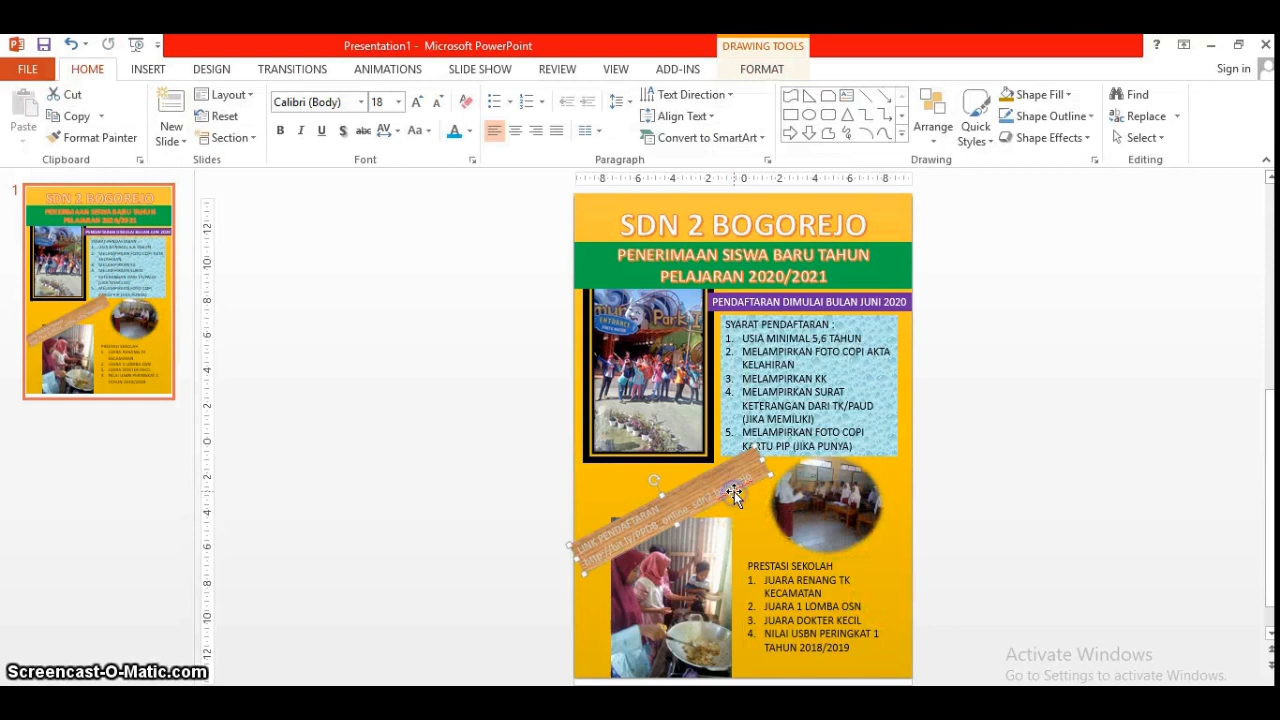 Presentation1 - Microsoft PowerPoint
DRAWING TOOLS
?
FILE
HOME
INSERT
DESIGN
TRANSITIONS
ANIMATIONS
SLIDE SHOW
REVIEW
VIEW
ADD-INS
FORMAT
Sign in
Paste
Cut
Copy
Format Painter
Clipboard
New
Slide
Layout
Reset
Section
Slides
Calibri (Body)
18
Font
Text Direction
Align Text
Convert to SmartArt
Paragraph
Arrange
Quick
Styles
Shape Fill
Shape Outline
Shape Effects
Drawing
Find
Replace
Select
Editing
1
SDN 2 BOGOREJO
PENERIMAAN SISWA BARU TAHUN
PELAJARAN 2020/2021
PENDAFTARAN DIMULAI BULAN JUNI 2020
ENTRANCE
SYARAT PENDAFTARAN :
1. USIA MINIMAL 5,6 TAHUN
2. MELAMPIRKAN FOTO COPI AKTA
KELAHIRAN
3. MELAMPIRKAN KK
4. MELAMPIRKAN SURAT
KETERANGAN DARI TK/PAUD
(JIKA MEMILIKI)
5. MELAMPIRKAN FOTO COPI
KARTU PIP (JIKA PUNYA)
LINK PENDAFTARAN
PRESTASI SEKOLAH
1. JUARA RENANG TK
KECAMATAN
2. JUARA 1 LOMBA OSN
3. JUARA DOKTER KECIL
4. NILAI USBN PERINGKAT 1
TAHUN 2018/2019
Activate Windows
Go to Settings to activate Windows.
Screencast-O-Matic.com